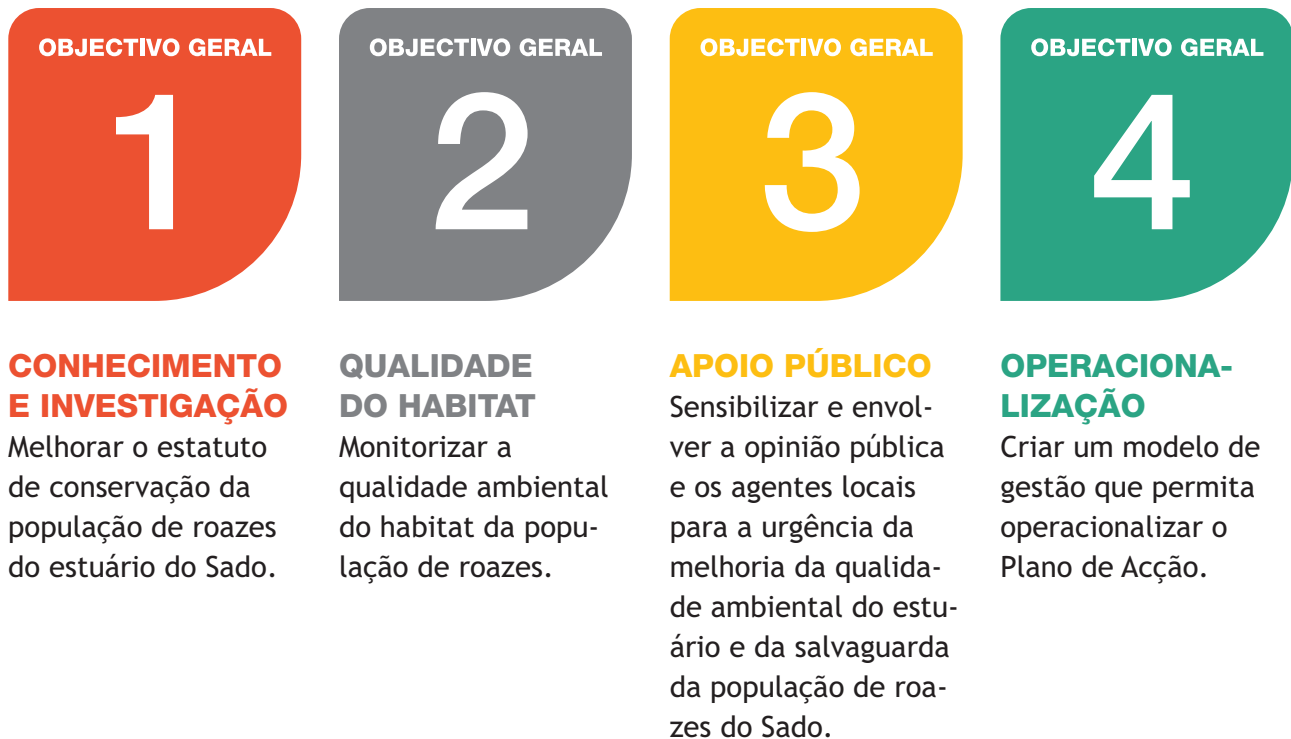 OBJECTIVO GERAL
1
CONHECIMENTO
E INVESTIGAÇÃO
Melhorar o estatuto
de conservação da
população de roazes
do estuário do Sado.
OBJECTIVO GERAL
2
QUALIDADE
DO HABITAT
Monitorizar a
qualidade ambiental
do habitat da popu-
lação de roazes.
OBJECTIVO GERAL
3
APOIO PÚBLICO
Sensibilizar e envol-
ver a opinião pública
e os agentes locais
para a urgência da
melhoria da qualida-
de ambiental do estu-
ário e da salvaguarda
da população de roa-
zes do Sado.
OBJECTIVO GERAL
4
OPERACIONA-
LIZAÇÃO
Criar um modelo de
gestão que permita
operacionalizar o
Plano de Acção.